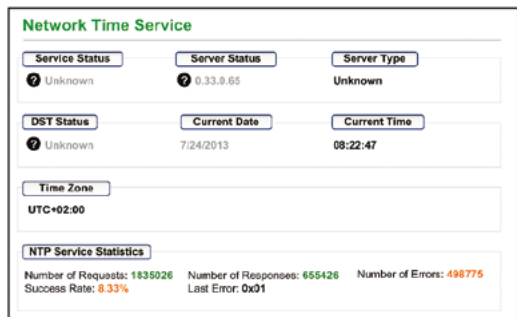 Network Time Service
Service Status Server Status Server Type
? Unknown ? 0.33.0.65 Unknown
DST Status Current Date Current Time
? Unknown 7/24/2013 08:22:47
Time Zone
UTC+02:00
NTP Service Statistics
Number of Requests: 1835026 Number of Responses: 655426 Number of Errors: 498775
Success Rate: 8.33% Last Error: 0x01